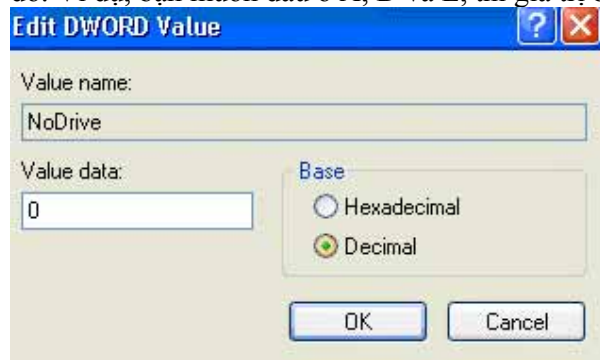 Edit DWORD Value
Value name:
NoDrive
Value data:
0
Base
Hexadecimal
Decimal
OK
Cancel